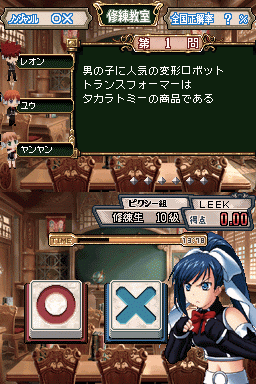 ノンジャンル ○×
修練教室
全国正解率 ? %
第1問
レオン
ユウ
ヤンヤン
男の子に人気の変形ロボット
トランスフォーマーは
タカラトミーの商品である
ピクシー組
LEEK
修練生 10級
得点 0.00
TIME
13:78
○
×